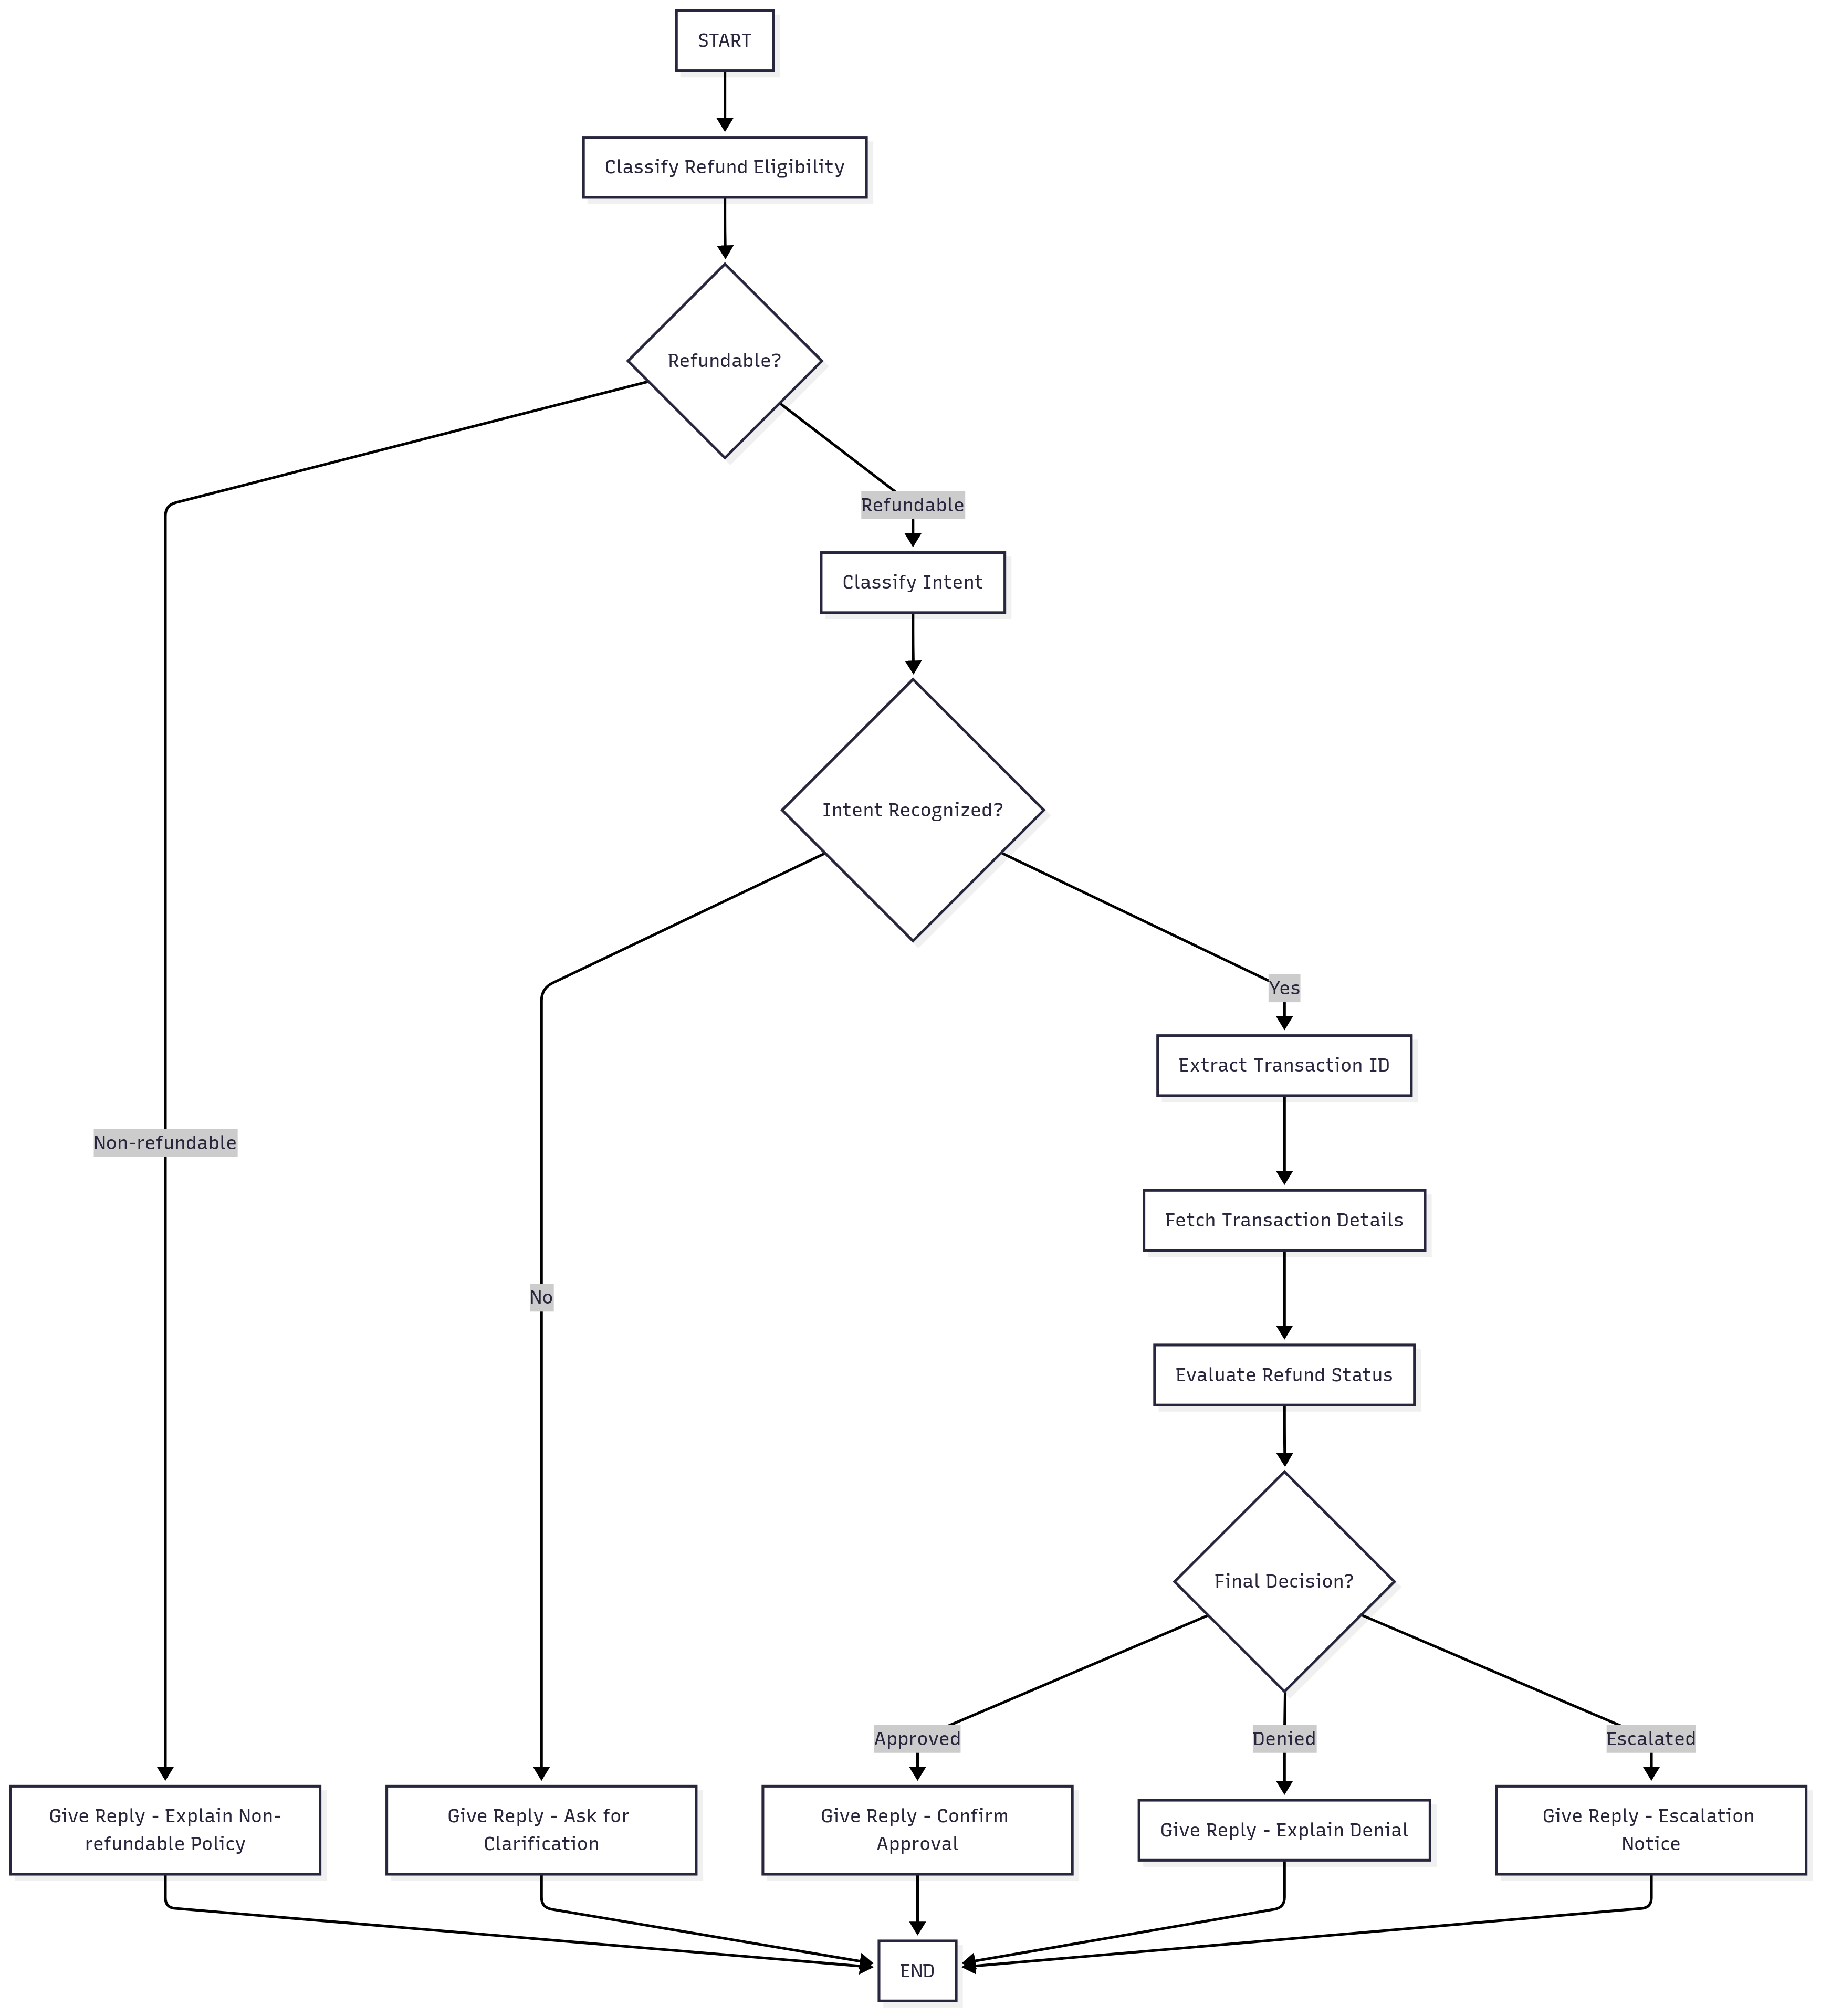 START
Classify Refund Eligibility
Refundable?
Refundable
Classify Intent
Intent Recognized?
Yes
Extract Transaction ID
Non-refundable
Fetch Transaction Details
No
Evaluate Refund Status
Final Decision?
Approved
Denied
Escalated
Give Reply - Explain Non-
refundable Policy
Give Reply - Ask for
Clarification
Give Reply - Confirm
Approval
Give Reply - Explain Denial
Give Reply - Escalation
Notice
END